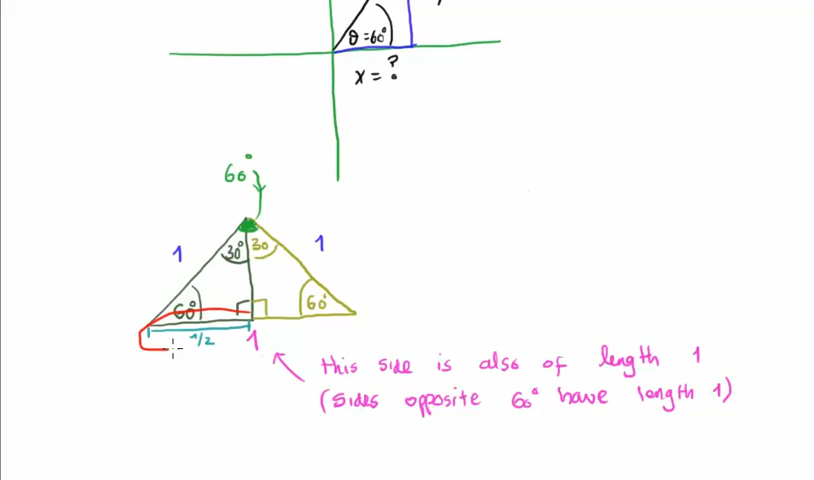 θ=60°
x = ?
60°
1
30°
30
1
60°
60°
1/2
1
this side is also of length 1
(sides opposite 60° have length 1)